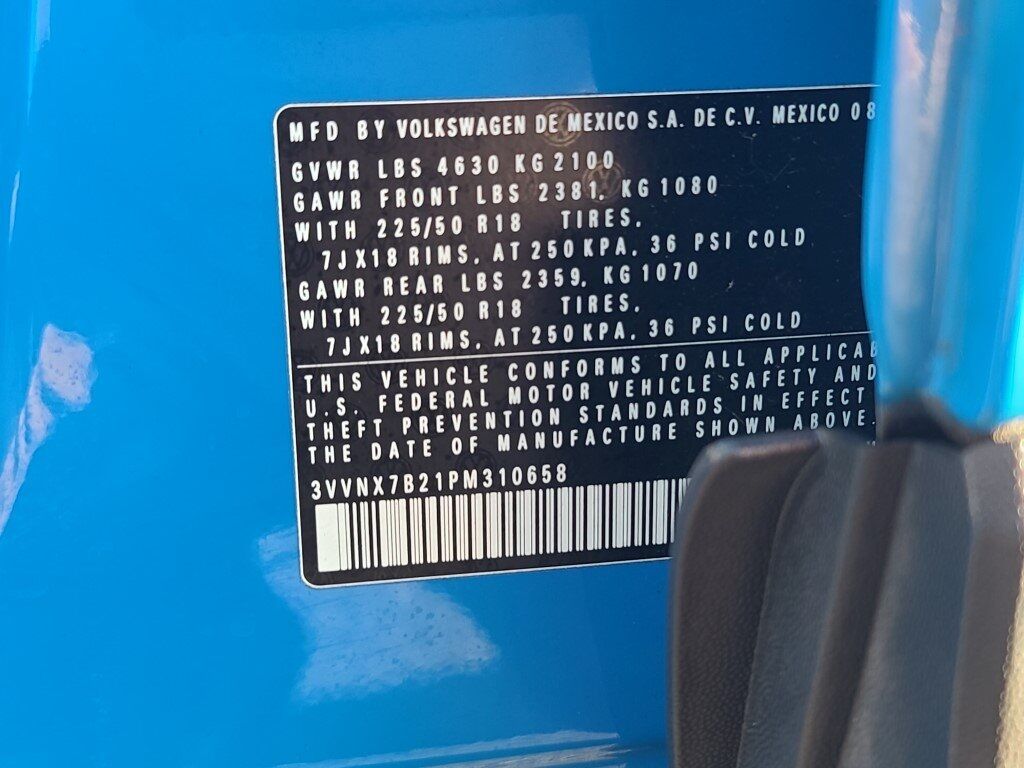 MFD BY VOLKSWAGEN DE MEXICO S.A. DE C.V. MEXICO 08
GVWR LBS 4630 KG 2100
GAWR FRONT LBS 2381, KG 1080
WITH 225/50 R18 TIRES,
7JX18 RIMS, AT 250 KPA, 36 PSI COLD
GAWR REAR LBS 2359, KG 1070
WITH 225/50 R18 TIRES,
7JX18 RIMS, AT 250 KPA, 36 PSI COLD
THIS VEHICLE CONFORMS TO ALL APPLICAB
U.S. FEDERAL MOTOR VEHICLE SAFETY AND
THEFT PREVENTION STANDARDS IN EFFECT
THE DATE OF MANUFACTURE SHOWN ABOVE.
3VVNX7B21PM310658